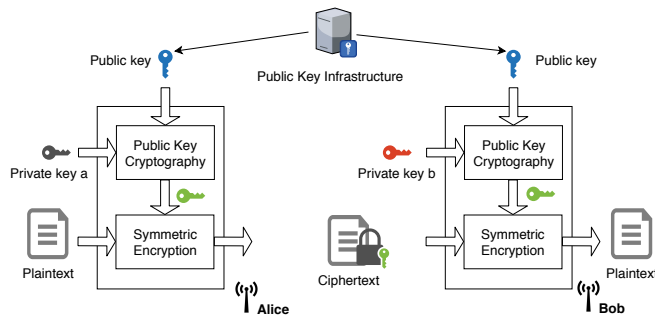 Public key
Public Key Infrastructure
Public key
Public Key
Cryptography
Private key a
Symmetric
Encryption
Plaintext
Alice
Public Key
Cryptography
Private key b
Ciphertext
Symmetric
Encryption
Plaintext
Bob